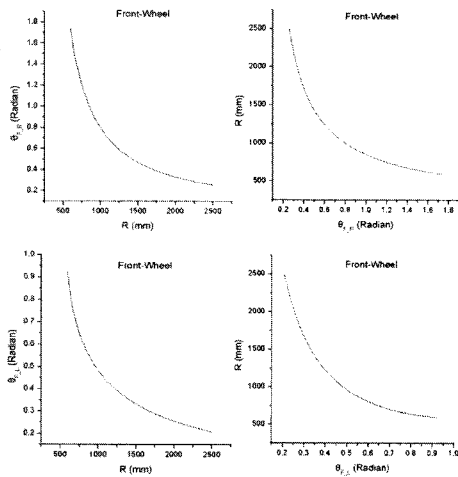 Front-Wheel
1.8
1.6
1.4
1.2
1.0
0.8
0.6
0.4
0.2
θF_R (Radian)
500 1000 1500 2000 2500
R (mm)
Front-Wheel
2500
2000
1500
1000
500
R (mm)
0.2 0.4 0.6 0.8 1.0 1.2 1.4 1.6 1.8
θF_R (Radian)
Front-Wheel
1.0
0.9
0.8
0.7
0.6
0.5
0.4
0.3
0.2
θF_L (Radian)
500 1000 1500 2000 2500
R (mm)
Front-Wheel
2500
2000
1500
1000
500
R (mm)
0.2 0.3 0.4 0.5 0.6 0.7 0.8 0.9 1.0
θF_L (Radian)